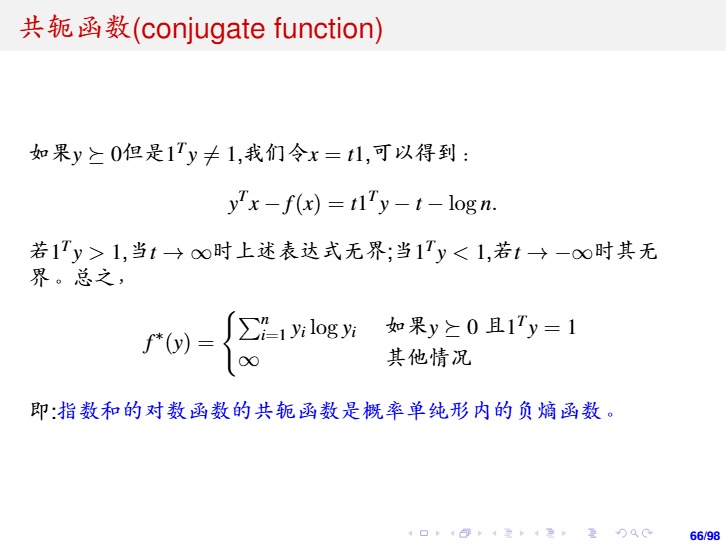 共轭函数(conjugate function)
如果y ⪰ 0但是1ᵀy ≠ 1,我们令x = t1,可以得到：
yᵀx − f(x) = t1ᵀy − t − log n.
若1ᵀy > 1,当t → ∞时上述表达式无界;当1ᵀy < 1,若t → −∞时其无
界。总之，
f*(y) = { ∑ⁿᵢ₌₁ yᵢ log yᵢ 如果y ⪰ 0 且1ᵀy = 1
∞ 其他情况
即:指数和的对数函数的共轭函数是概率单纯形内的负熵函数。
66/98